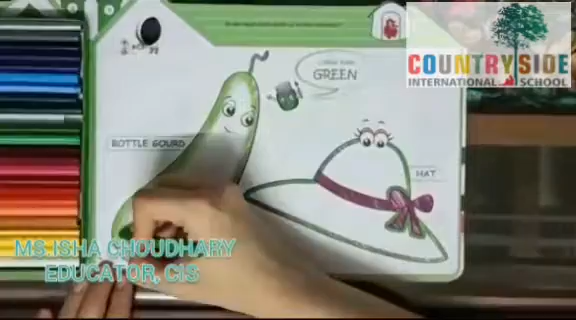 COUNTRYSIDE
INTERNATIONAL SCHOOL
GREEN
BOTTLE GOURD
HAT
MS.ISHA CHOUDHARY
EDUCATOR, CIS